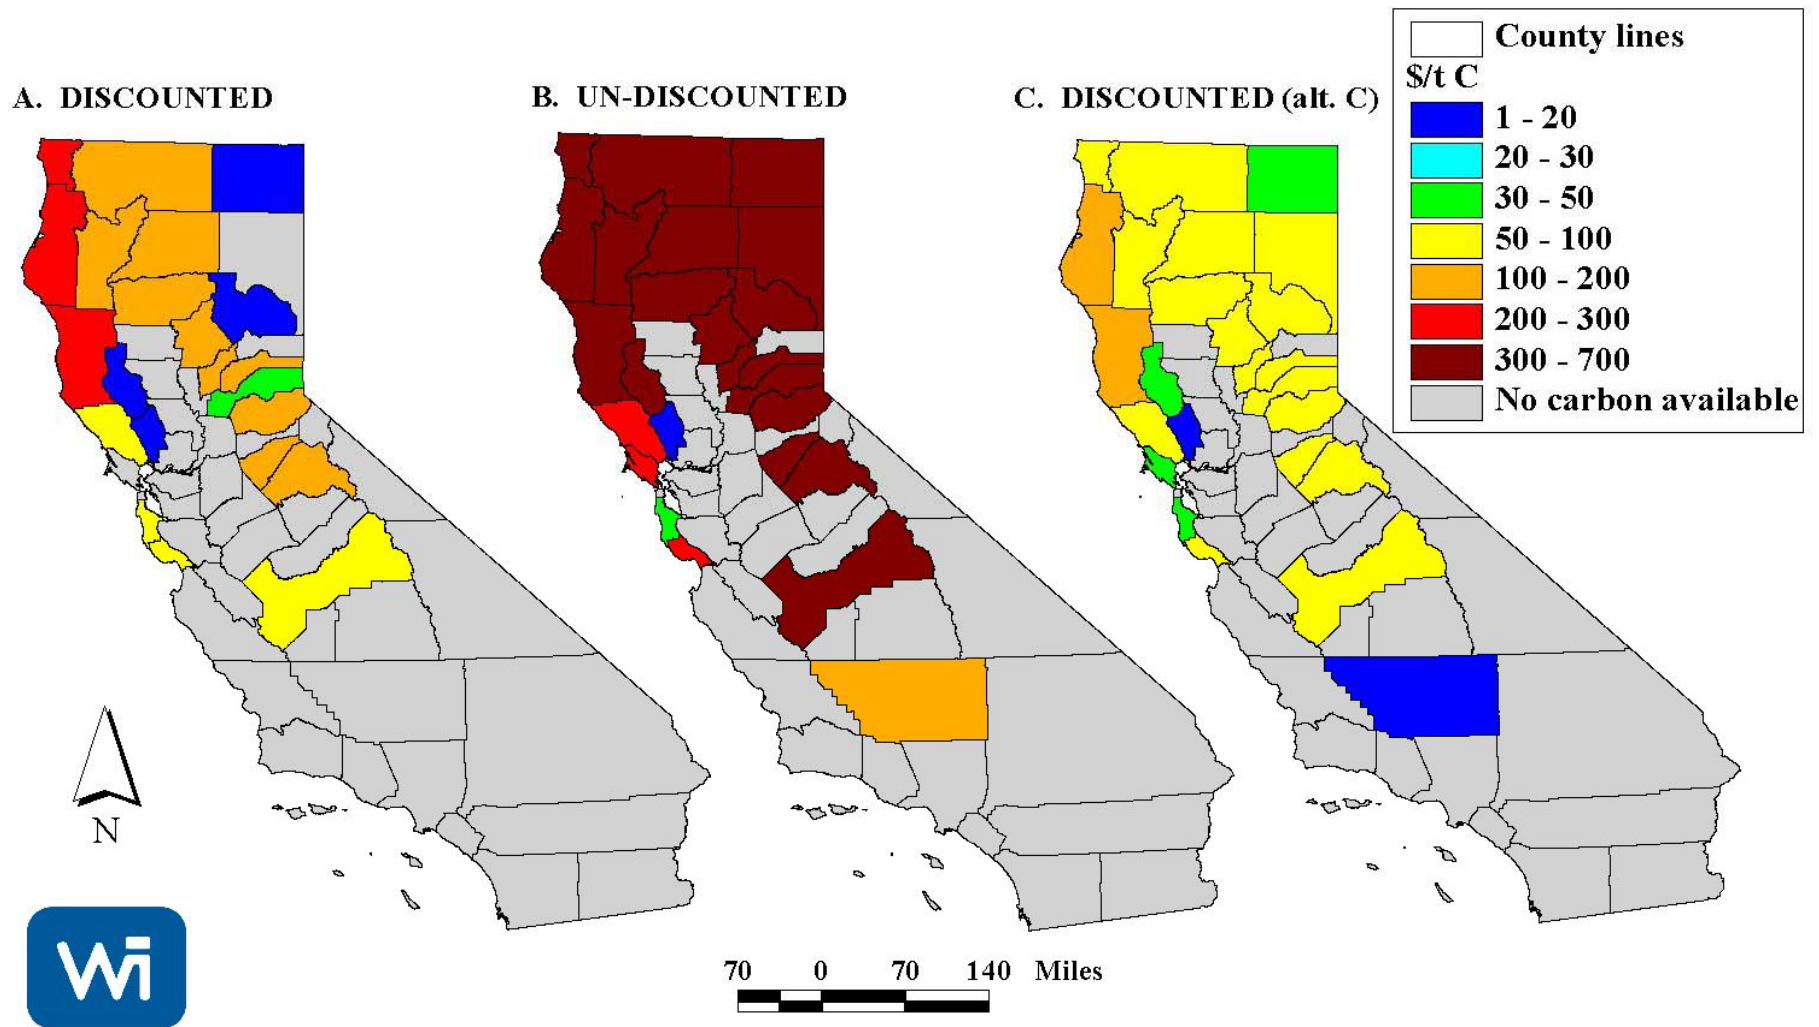 County lines
$/t C
A. DISCOUNTED
B. UN-DISCOUNTED
C. DISCOUNTED (alt. C)
1 - 20
20 - 30
30 - 50
50 - 100
100 - 200
200 - 300
300 - 700
No carbon available
N
Wi
70 0 70 140 Miles